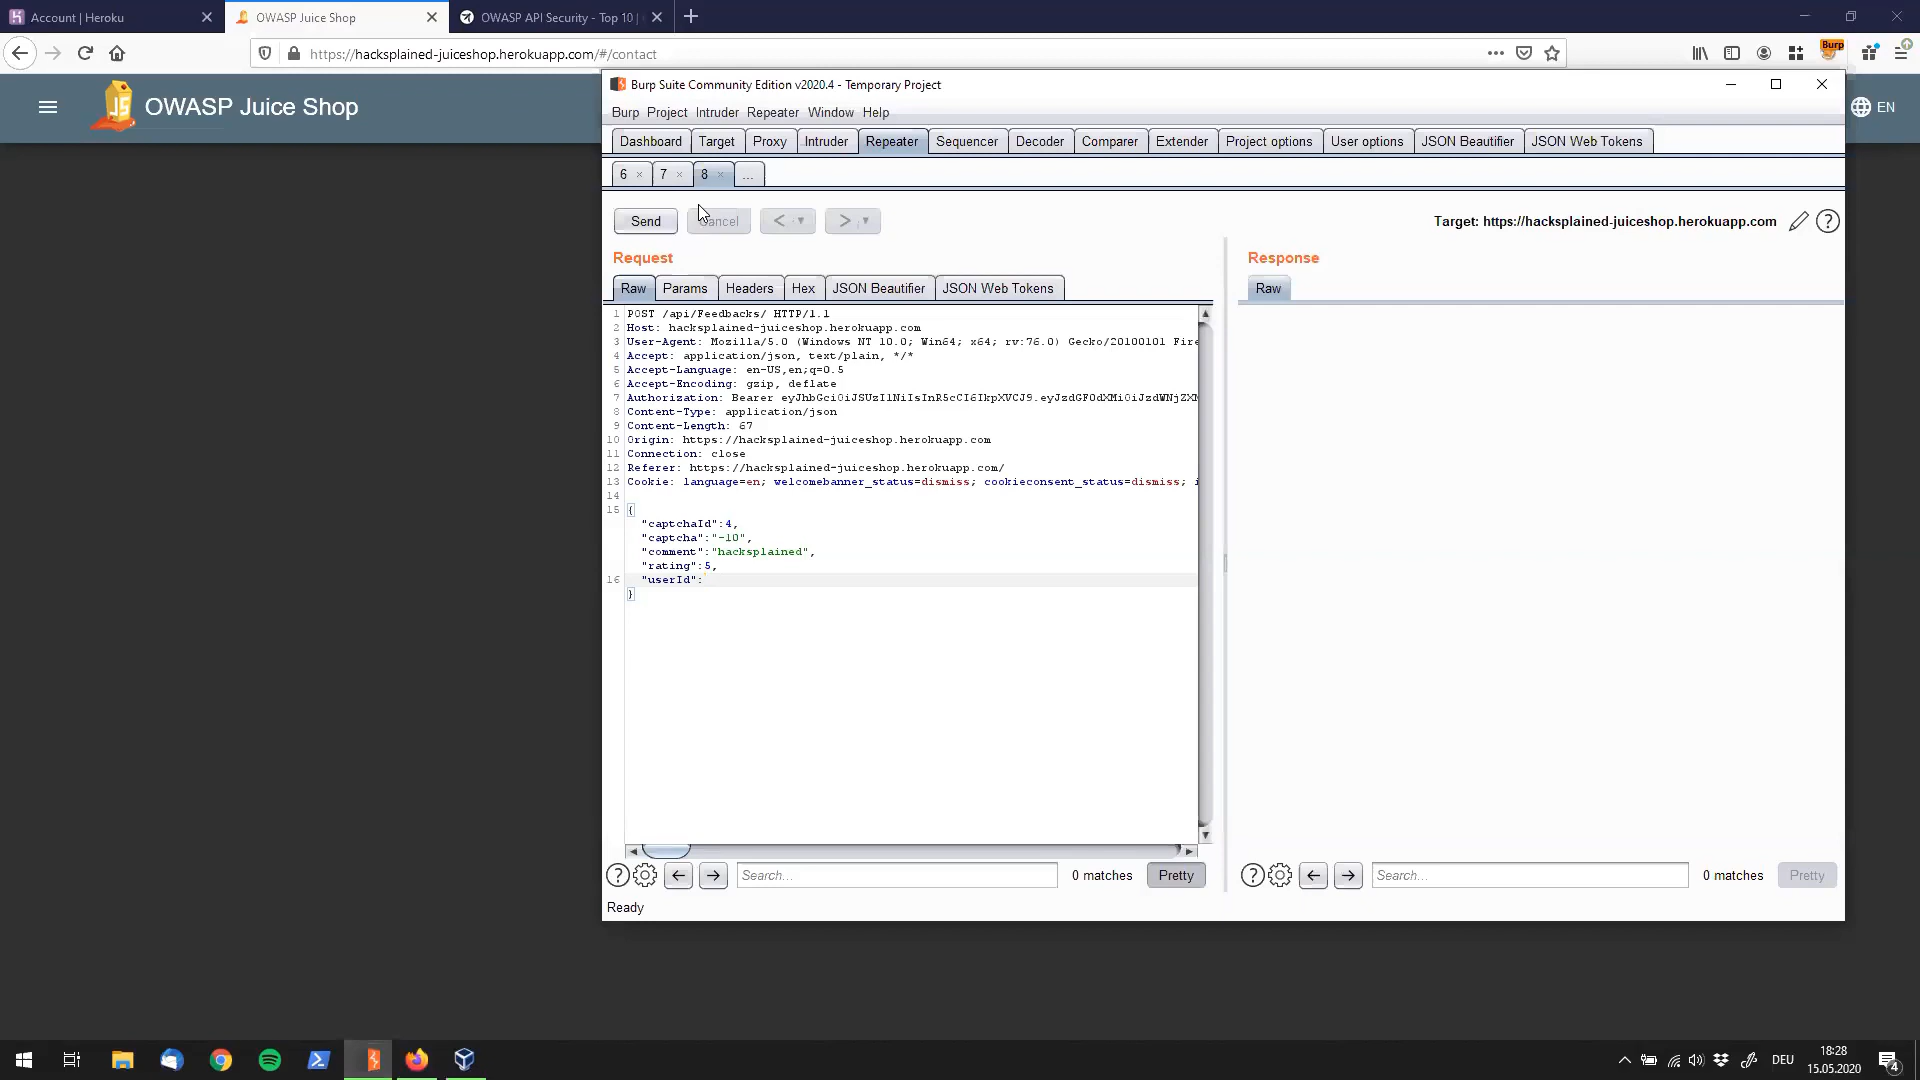 Account | Heroku
OWASP Juice Shop
OWASP API Security - Top 10 |
https://hacksplained-juiceshop.herokuapp.com/#/contact
Burp
OWASP Juice Shop
EN
Burp Suite Community Edition v2020.4 - Temporary Project
Burp Project Intruder Repeater Window Help
Dashboard Target Proxy Intruder Repeater Sequencer Decoder Comparer Extender Project options User options JSON Beautifier JSON Web Tokens
6 × 7 × 8 × ...
Send Cancel < > Target: https://hacksplained-juiceshop.herokuapp.com
Request
Response
Raw Params Headers Hex JSON Beautifier JSON Web Tokens
Raw
1 POST /api/Feedbacks/ HTTP/1.1
2 Host: hacksplained-juiceshop.herokuapp.com
3 User-Agent: Mozilla/5.0 (Windows NT 10.0; Win64; x64; rv:76.0) Gecko/20100101 Fire
4 Accept: application/json, text/plain, */*
5 Accept-Language: en-US,en;q=0.5
6 Accept-Encoding: gzip, deflate
7 Authorization: Bearer
8 Content-Type: application/json
9 Content-Length: 67
10 Origin: https://hacksplained-juiceshop.herokuapp.com
11 Connection: close
12 Referer: https://hacksplained-juiceshop.herokuapp.com/
13 Cookie: language=en; welcomebanner_status=dismiss; cookieconsent_status=dismiss; i
14
15 {
"captchaId":4,
"captcha":"-10",
"comment":"hacksplained",
"rating":5,
16 "userId":
}
Search... 0 matches Pretty
Search... 0 matches Pretty
Ready
DEU
18:28
15.05.2020
4